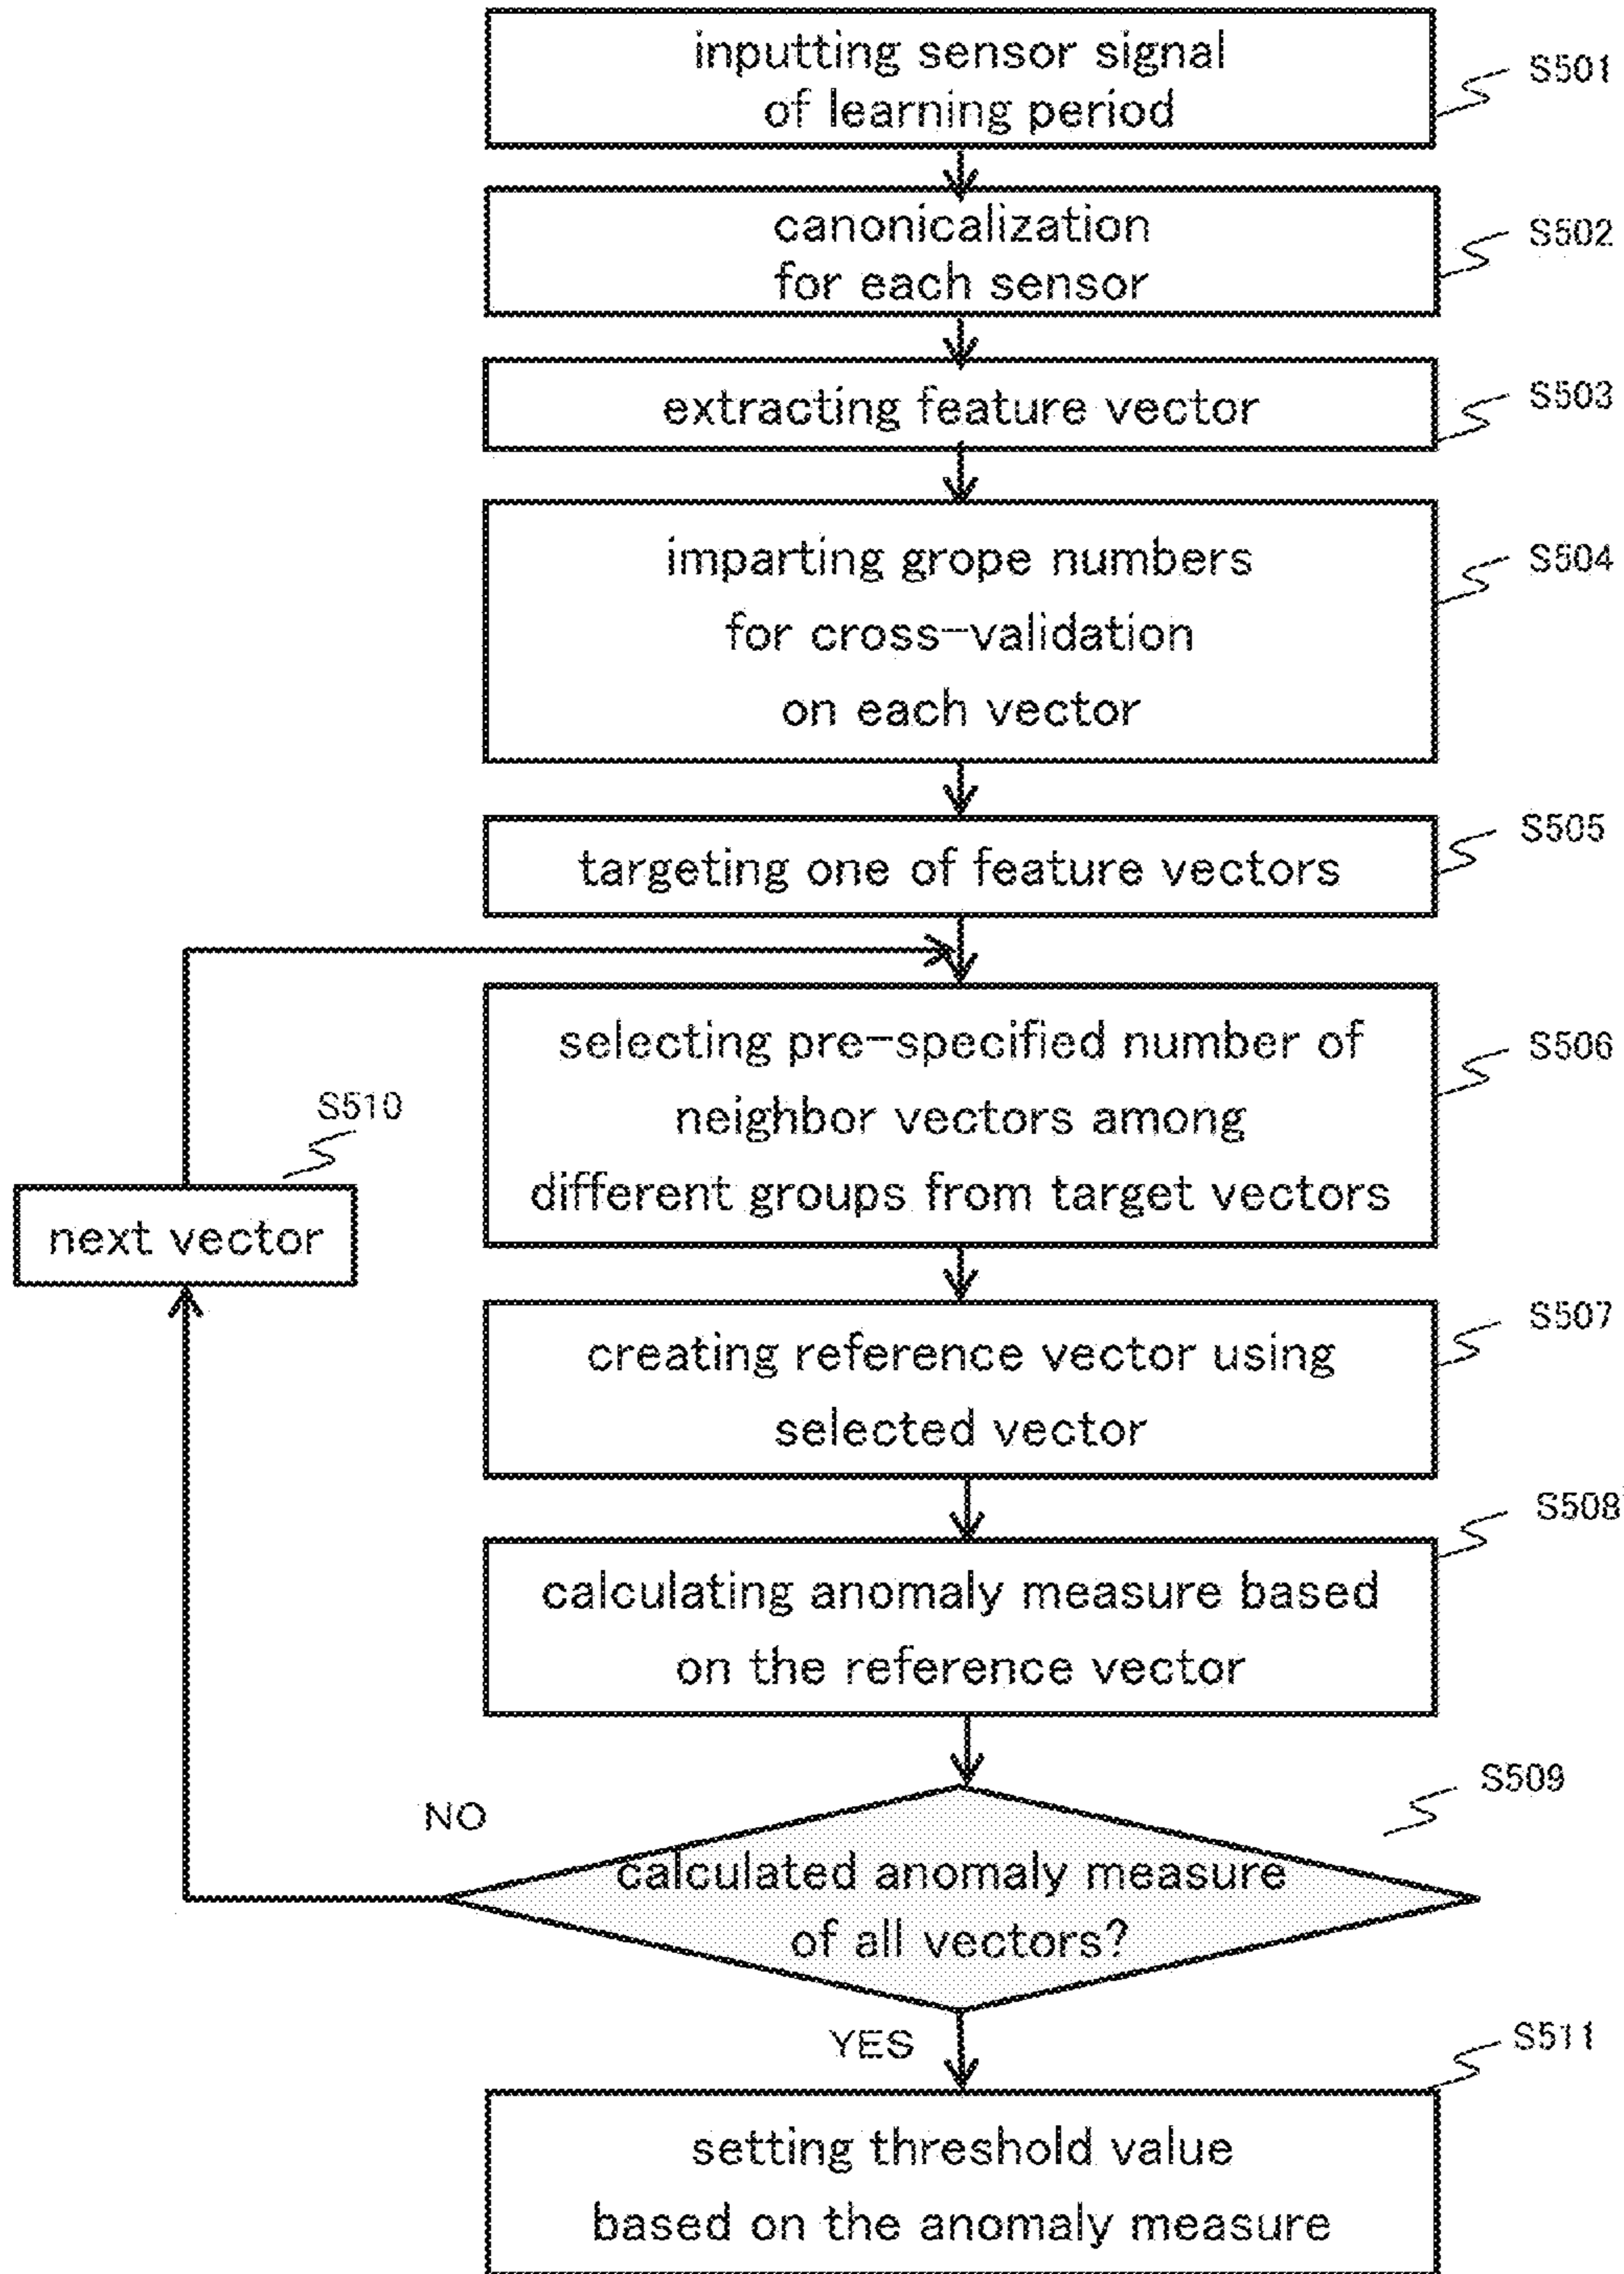 inputting sensor signal
of learning period
S501
canonicalization
for each sensor
S502
extracting feature vector
S503
imparting grope numbers
for cross-validation
on each vector
S504
targeting one of feature vectors
S505
selecting pre-specified number of
neighbor vectors among
different groups from target vectors
S506
S510
next vector
creating reference vector using
selected vector
S507
calculating anomaly measure based
on the reference vector
S508
calculated anomaly measure
of all vectors?
S509
NO
YES
setting threshold value
based on the anomaly measure
S511